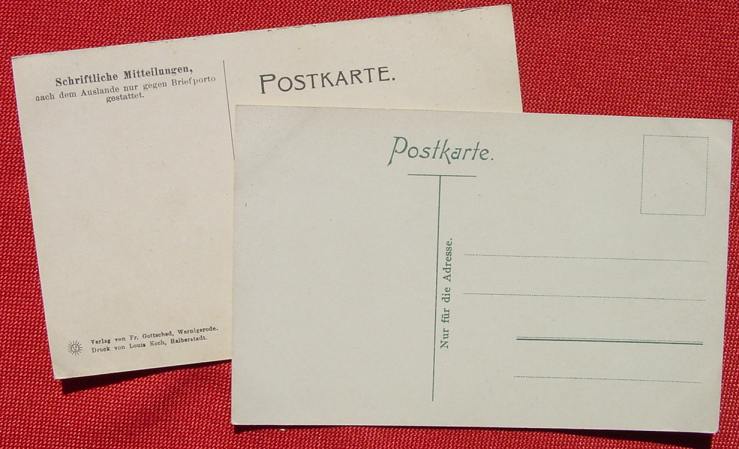 Schriftliche Mitteilungen,
nach dem Auslande nur gegen Briefporto
gestattet.
POSTKARTE.
Verlag von Fr. Gottsched, Wernigerode.
Druck von Louis Koch, Halberstadt.
Postkarte.
Nur für die Adresse.